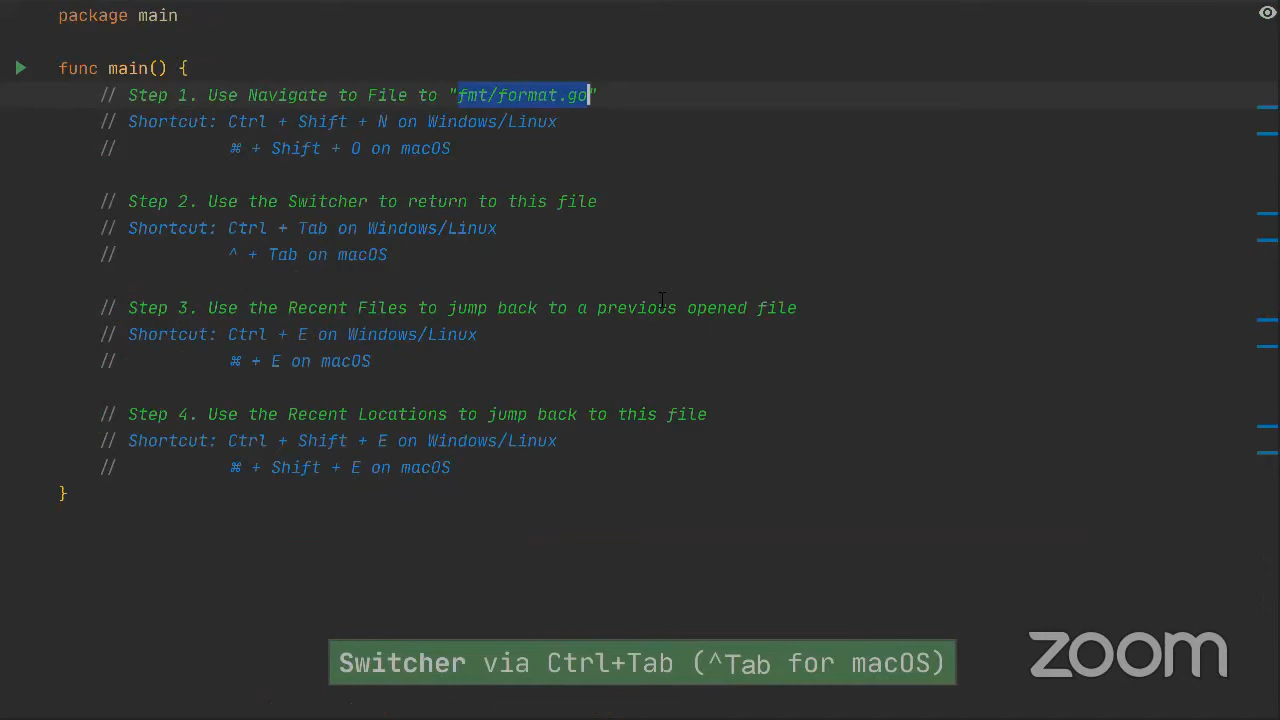 package main
func main() {
// Step 1. Use Navigate to File to "fmt/format.go"
// Shortcut: Ctrl + Shift + N on Windows/Linux
// ⌘ + Shift + O on macOS
// Step 2. Use the Switcher to return to this file
// Shortcut: Ctrl + Tab on Windows/Linux
// ^ + Tab on macOS
// Step 3. Use the Recent Files to jump back to a previous opened file
// Shortcut: Ctrl + E on Windows/Linux
// ⌘ + E on macOS
// Step 4. Use the Recent Locations to jump back to this file
// Shortcut: Ctrl + Shift + E on Windows/Linux
// ⌘ + Shift + E on macOS
}
Switcher via Ctrl+Tab (^Tab for macOS)
zoom